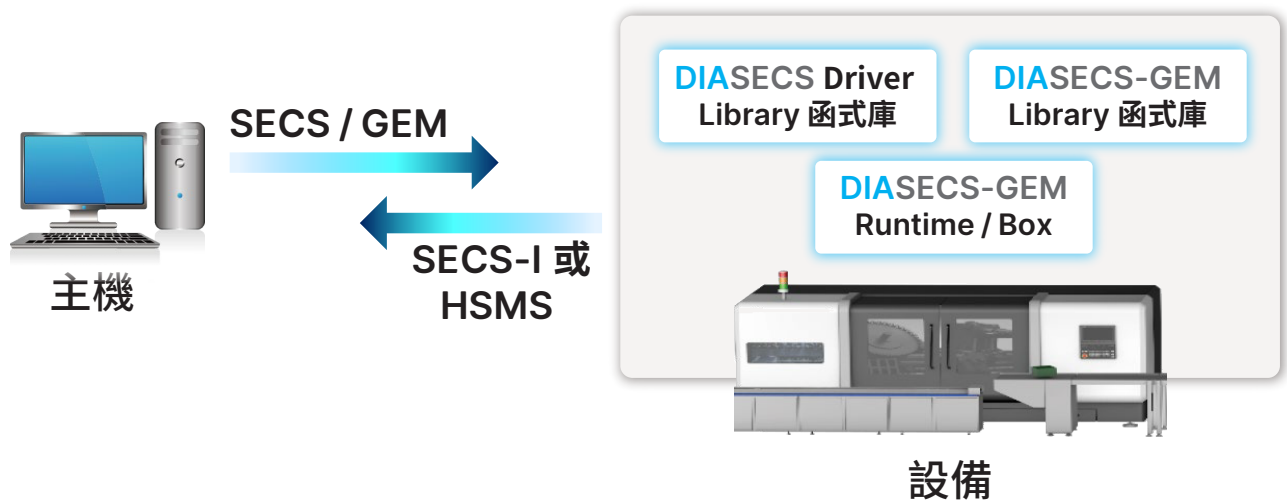 SECS / GEM
SECS-I 或
HSMS
主機
DIASECS Driver
Library 函式庫
DIASECS-GEM
Library 函式庫
DIASECS-GEM
Runtime / Box
設備